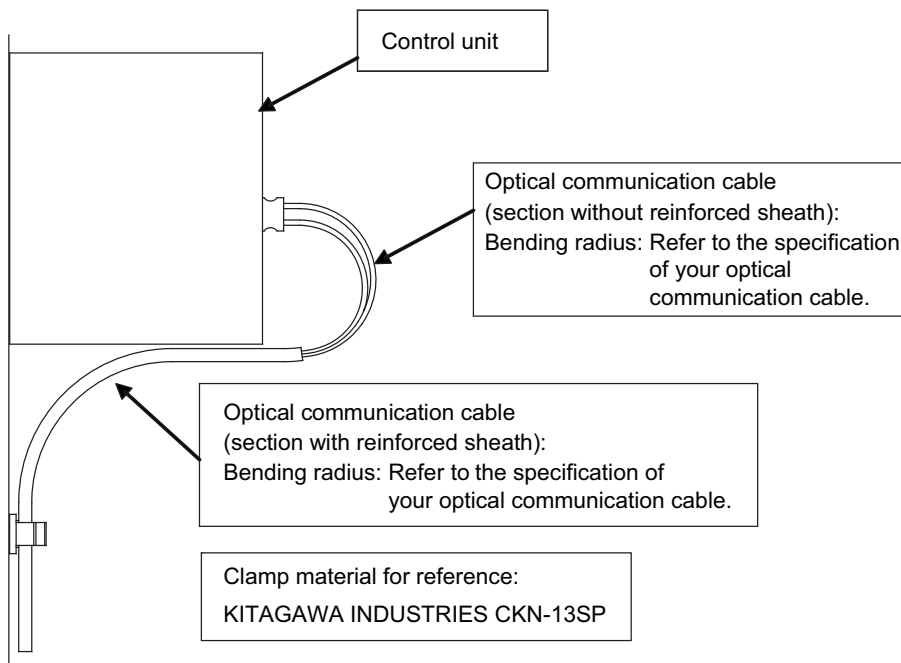 Control unit
Optical communication cable
(section without reinforced sheath):
Bending radius: Refer to the specification
of your optical
communication cable.
Optical communication cable
(section with reinforced sheath):
Bending radius: Refer to the specification of
your optical communication cable.
Clamp material for reference:
KITAGAWA INDUSTRIES CKN-13SP